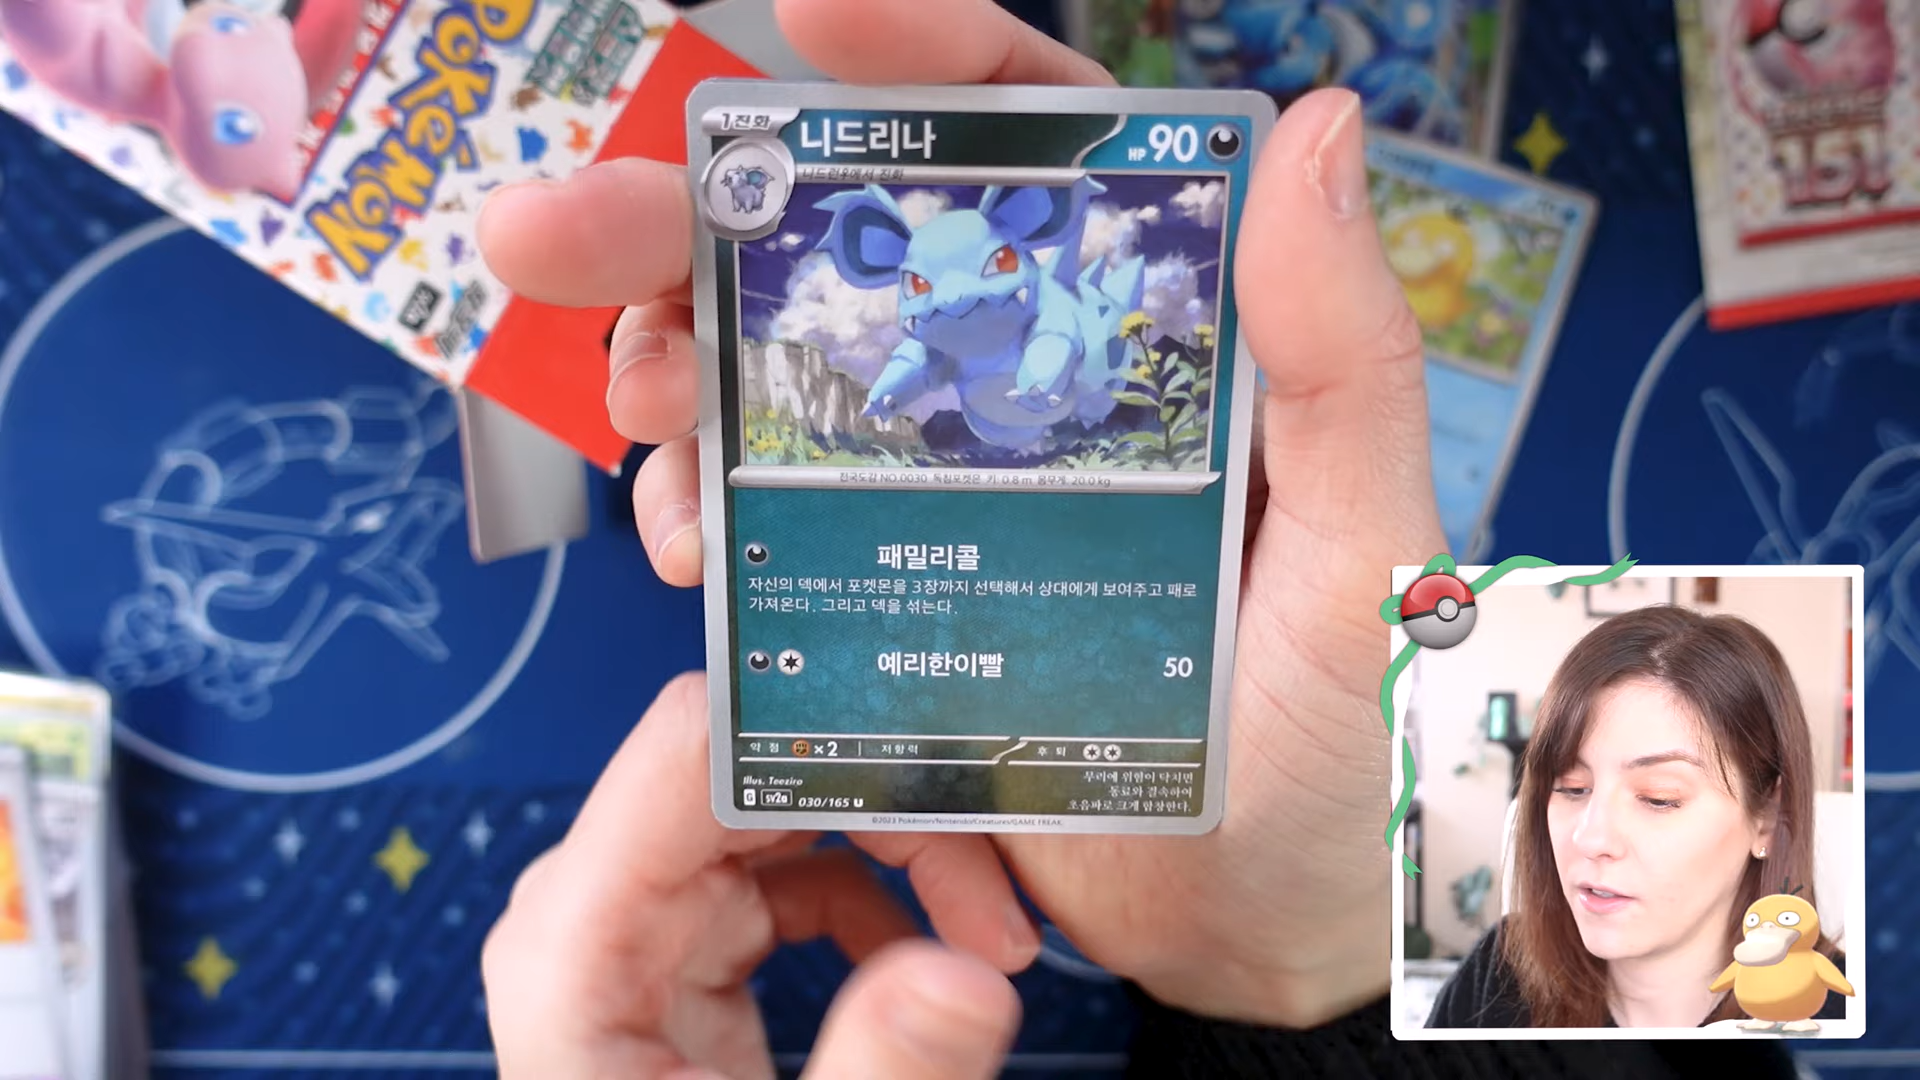 POKÉMON
151
1진화
니드리나
HP 90
니드런♀에서 진화
전국도감 NO.0030 독침포켓몬 키: 0.8 m 몸무게: 20.0 kg
패밀리콜
자신의 덱에서 포켓몬을 3장까지 선택해서 상대에게 보여주고 패로
가져온다. 그리고 덱을 섞는다.
예리한이빨 50
약점 ×2 저항력 후퇴
Illus. Teeziro
무리에 위험이 닥치면
동료와 결속하여
초음파로 크게 합창한다.
G sv2a 030/165 U
©2023 Pokémon/Nintendo/Creatures/GAME FREAK